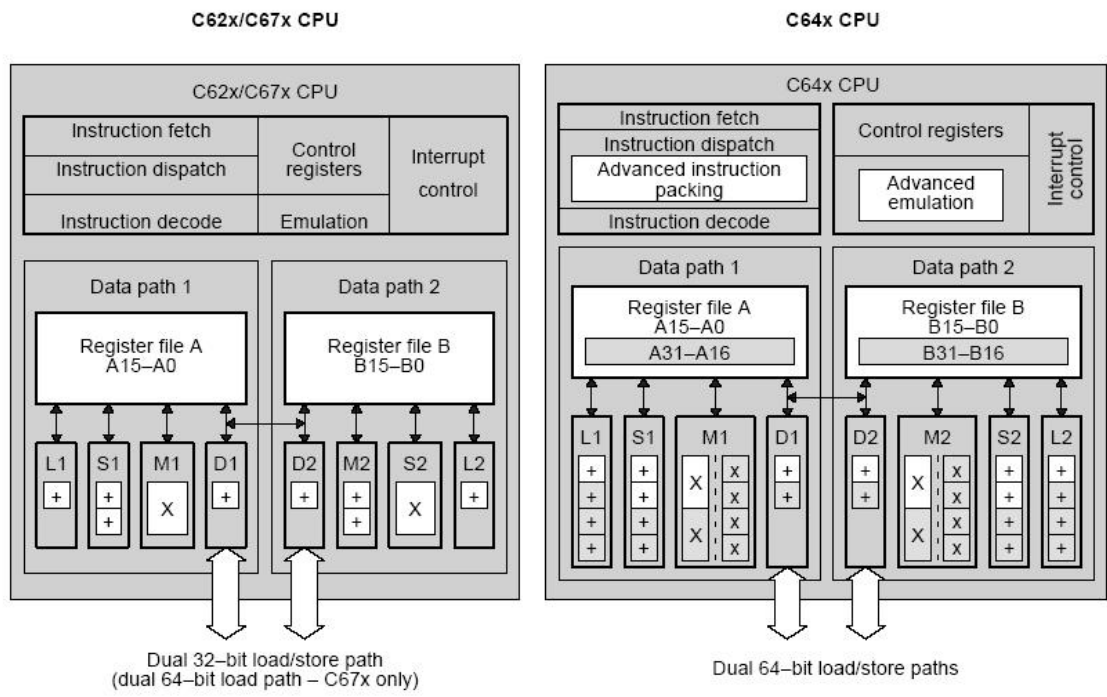 C62x/C67x CPU
C62x/C67x CPU
Instruction fetch
Instruction dispatch
Instruction decode
Control
registers
Emulation
Interrupt
control
Data path 1
Register file A
A15–A0
L1
S1
M1
D1
+
+
+
X
+
Data path 2
Register file B
B15–B0
D2
M2
S2
L2
+
+
+
X
+
Dual 32–bit load/store path
(dual 64–bit load path – C67x only)
C64x CPU
C64x CPU
Instruction fetch
Instruction dispatch
Advanced instruction
packing
Instruction decode
Control registers
Advanced
emulation
Interrupt
control
Data path 1
Register file A
A15–A0
A31–A16
L1
S1
M1
D1
+ + X x +
+ + x +
+ + X x
+ + x
Data path 2
Register file B
B15–B0
B31–B16
D2
M2
S2
L2
+ X x + +
+ x + +
X x + +
x + +
Dual 64–bit load/store paths